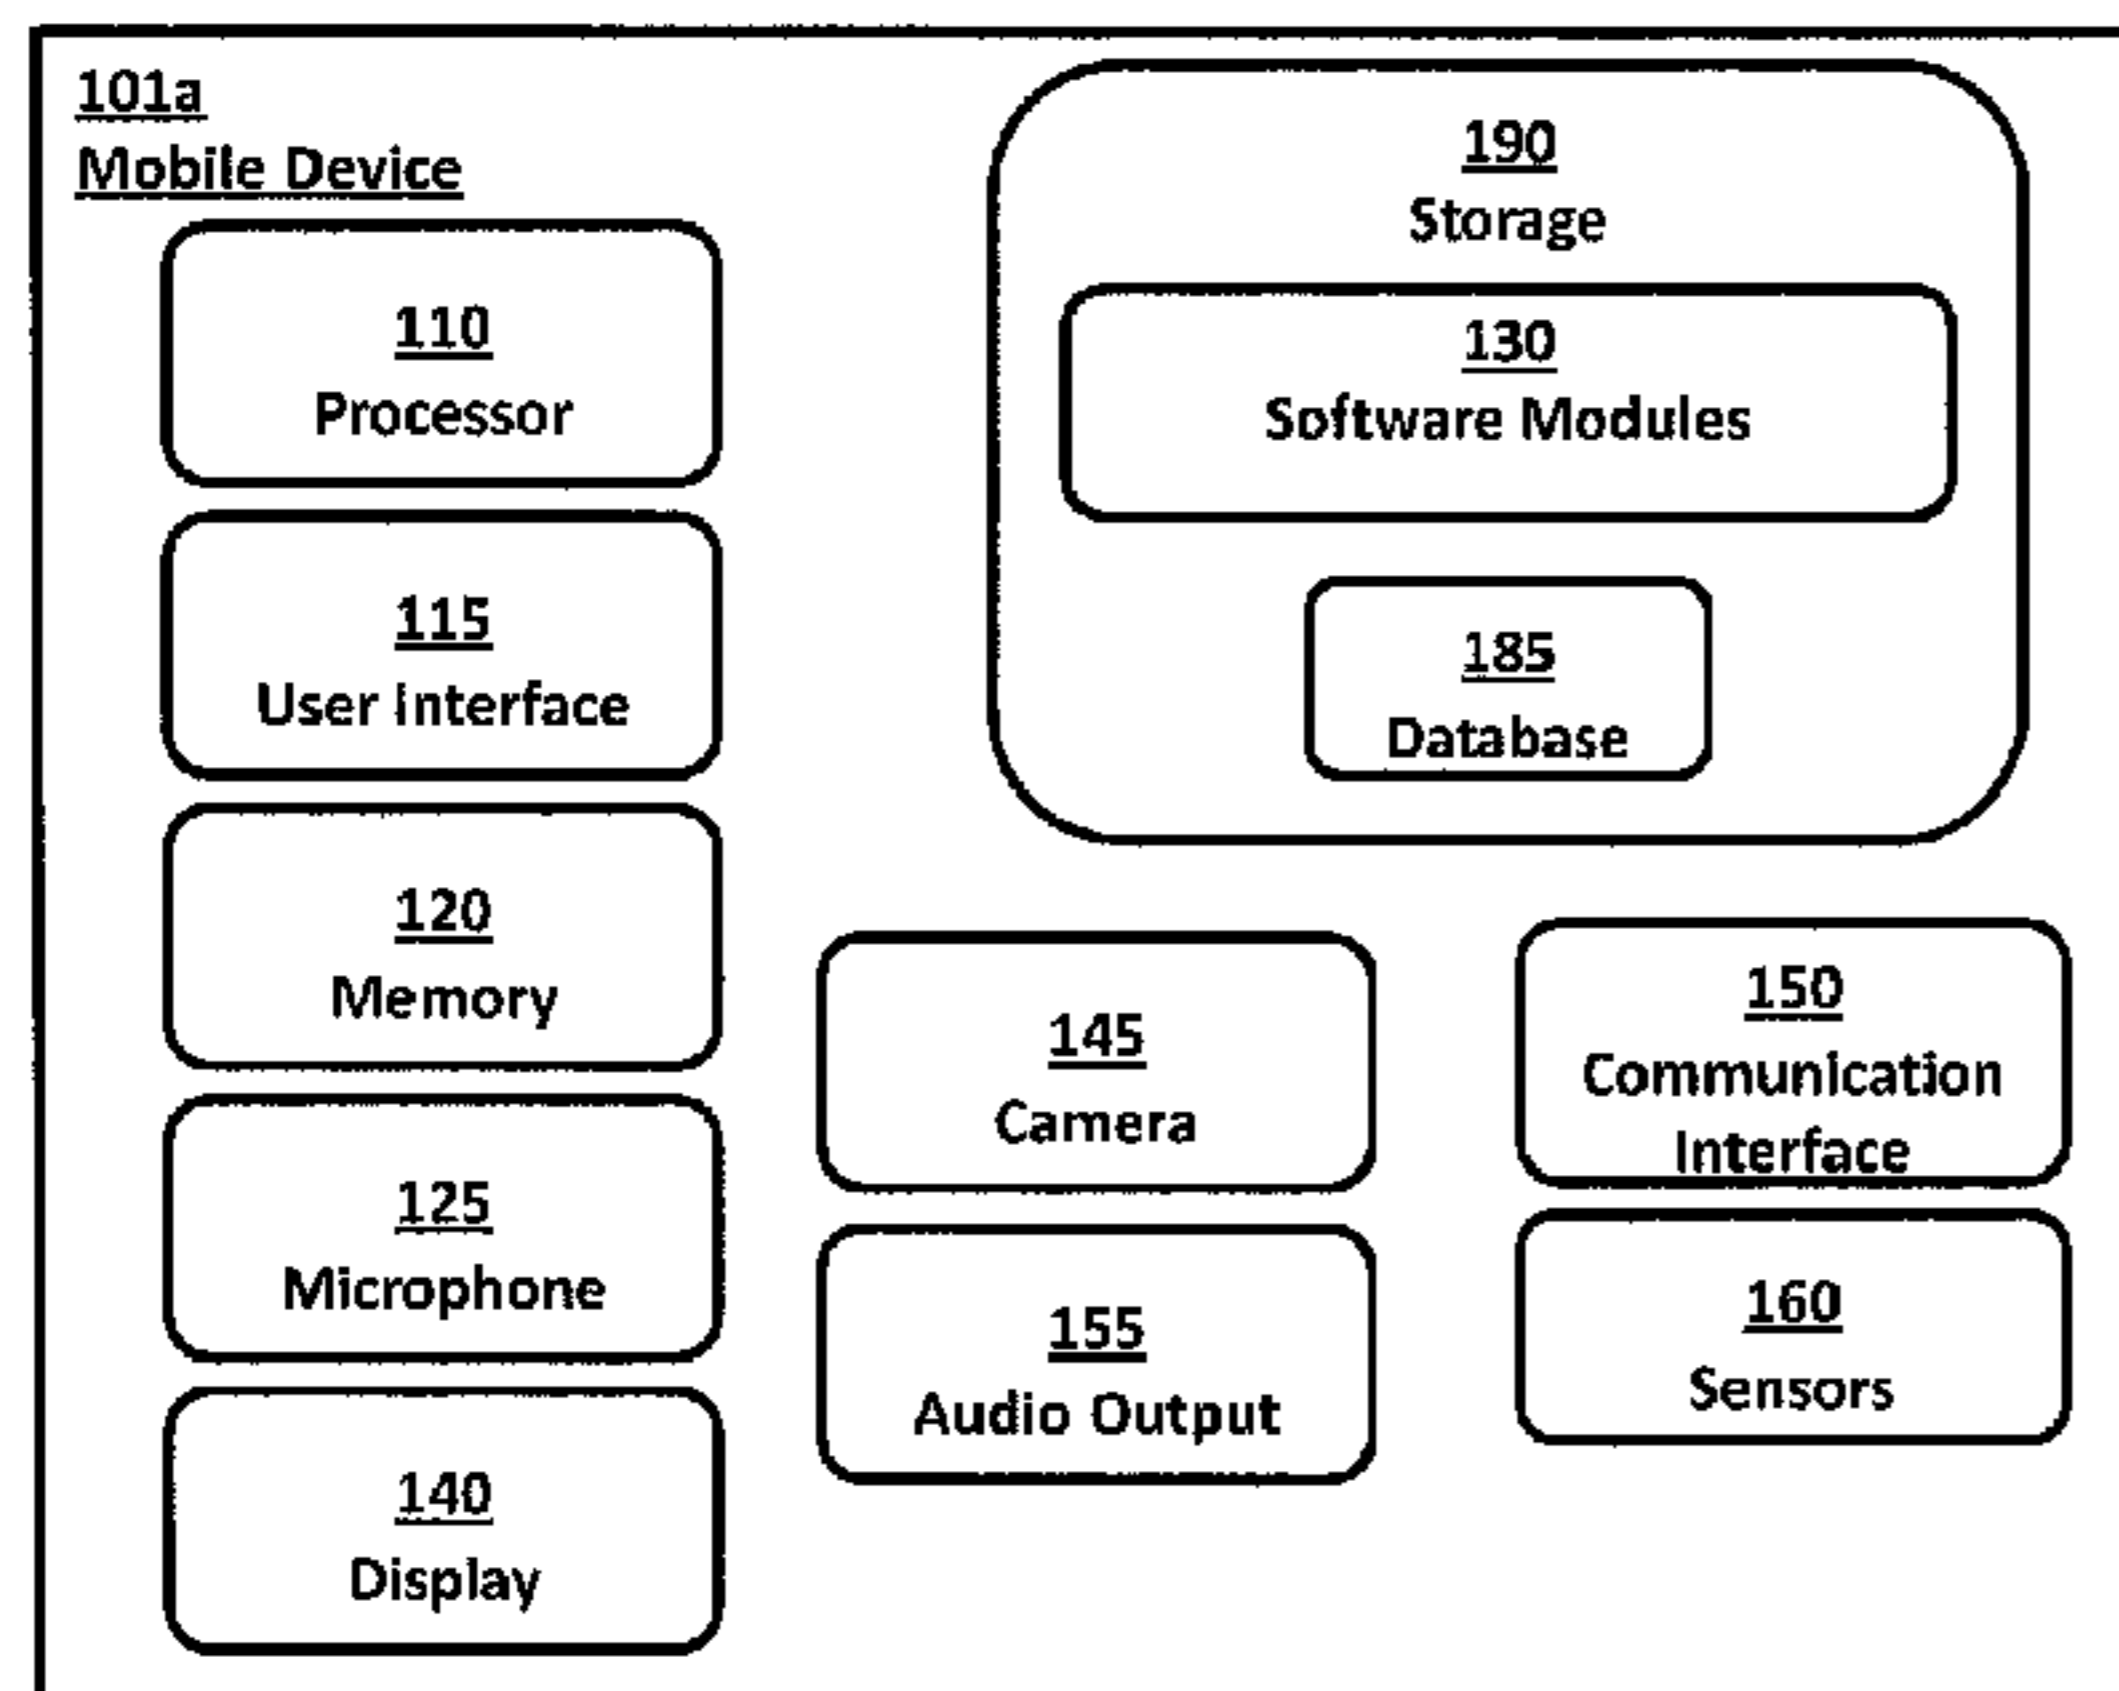 101a
Mobile Device
110
Processor
115
User Interface
120
Memory
125
Microphone
140
Display
190
Storage
130
Software Modules
185
Database
145
Camera
155
Audio Output
150
Communication
Interface
160
Sensors